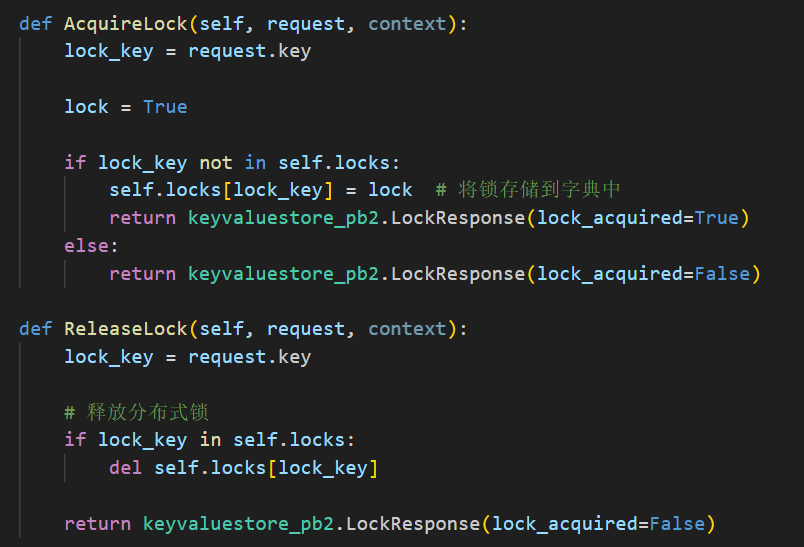 def AcquireLock(self, request, context):
    lock_key = request.key
    lock = True
    if lock_key not in self.locks:
        self.locks[lock_key] = lock  # 将锁存储到字典中
        return keyvaluestore_pb2.LockResponse(lock_acquired=True)
    else:
        return keyvaluestore_pb2.LockResponse(lock_acquired=False)
def ReleaseLock(self, request, context):
    lock_key = request.key
    # 释放分布式锁
    if lock_key in self.locks:
        del self.locks[lock_key]
    return keyvaluestore_pb2.LockResponse(lock_acquired=False)